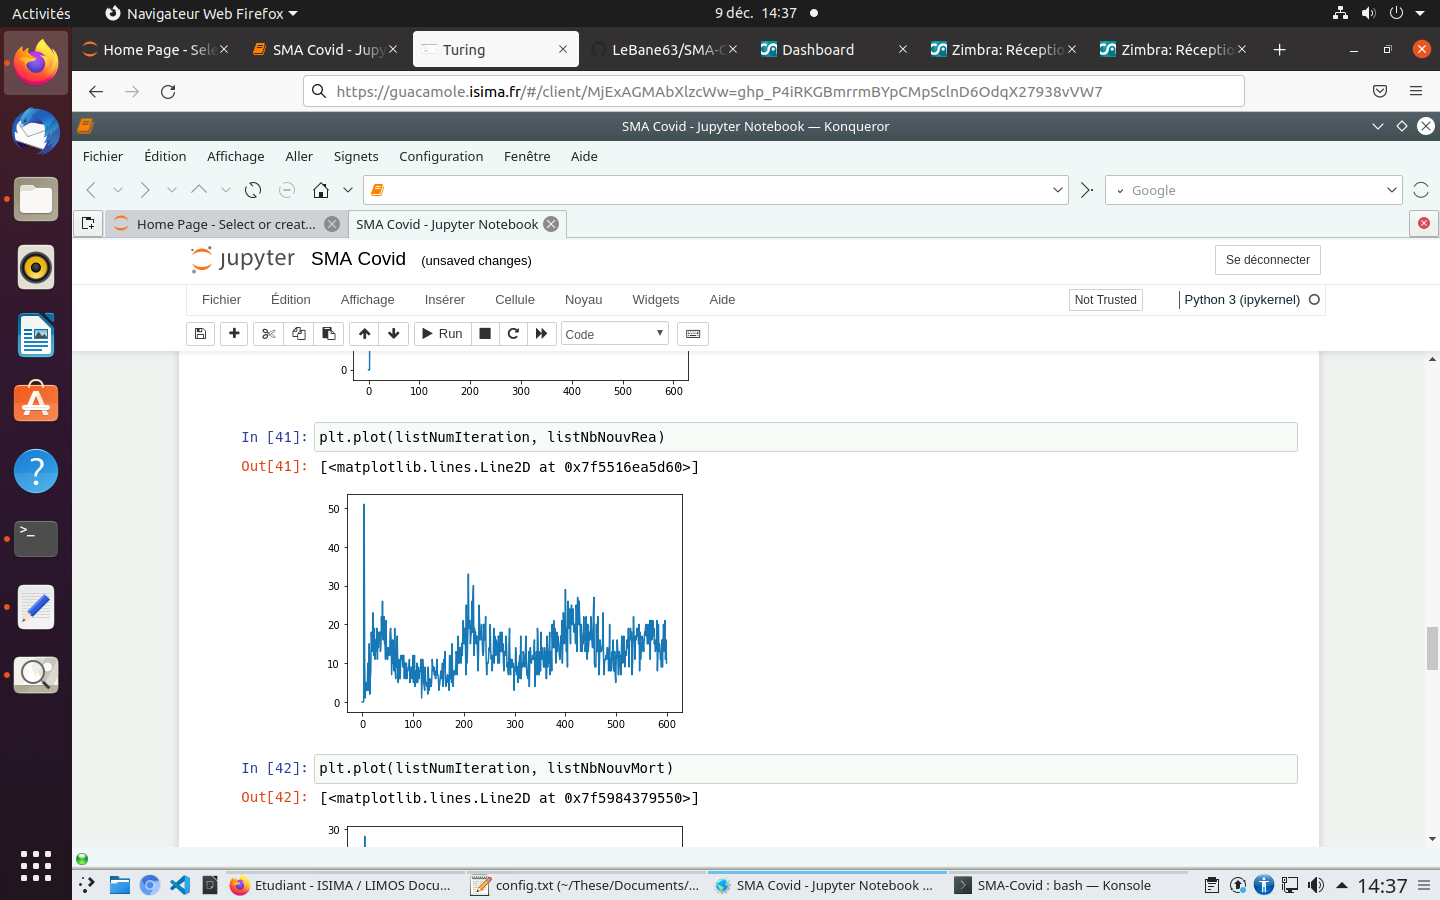 Activités
Navigateur Web Firefox
9 déc. 14:37
Home Page - Sele
SMA Covid - Jupy
Turing
LeBane63/SMA-C
Dashboard
Zimbra: Réceptio
Zimbra: Réceptio
https://guacamole.isima.fr/#/client/MjExAGMAbXlzcWw=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
SMA Covid - Jupyter Notebook — Konqueror
Fichier Édition Affichage Aller Signets Configuration Fenêtre Aide
Google
Home Page - Select or creat...
SMA Covid - Jupyter Notebook
jupyter SMA Covid (unsaved changes)
Se déconnecter
Fichier Édition Affichage Insérer Cellule Noyau Widgets Aide
Not Trusted
Python 3 (ipykernel)
Run
Code
0
0 100 200 300 400 500 600
In [41]: plt.plot(listNumIteration, listNbNouvRea)
Out[41]: [<matplotlib.lines.Line2D at 0x7f5516ea5d60>]
50
40
30
20
10
0
0 100 200 300 400 500 600
In [42]: plt.plot(listNumIteration, listNbNouvMort)
Out[42]: [<matplotlib.lines.Line2D at 0x7f5984379550>]
30
Etudiant - ISIMA / LIMOS Docu...
config.txt (~/These/Documents/...
SMA Covid - Jupyter Notebook ...
SMA-Covid : bash — Konsole
14:37